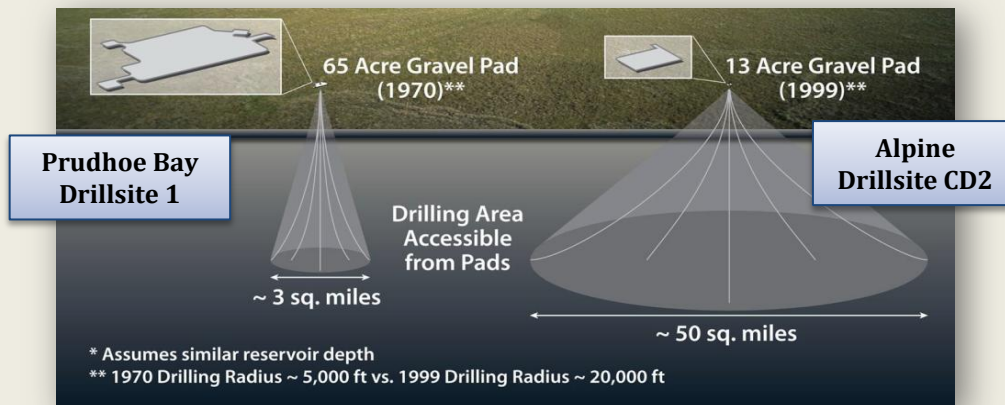 65 Acre Gravel Pad
(1970)**
13 Acre Gravel Pad
(1999)**
Prudhoe Bay
Drillsite 1
Alpine
Drillsite CD2
Drilling Area
Accessible
from Pads
~ 3 sq. miles
~ 50 sq. miles
* Assumes similar reservoir depth
** 1970 Drilling Radius ~ 5,000 ft vs. 1999 Drilling Radius ~ 20,000 ft